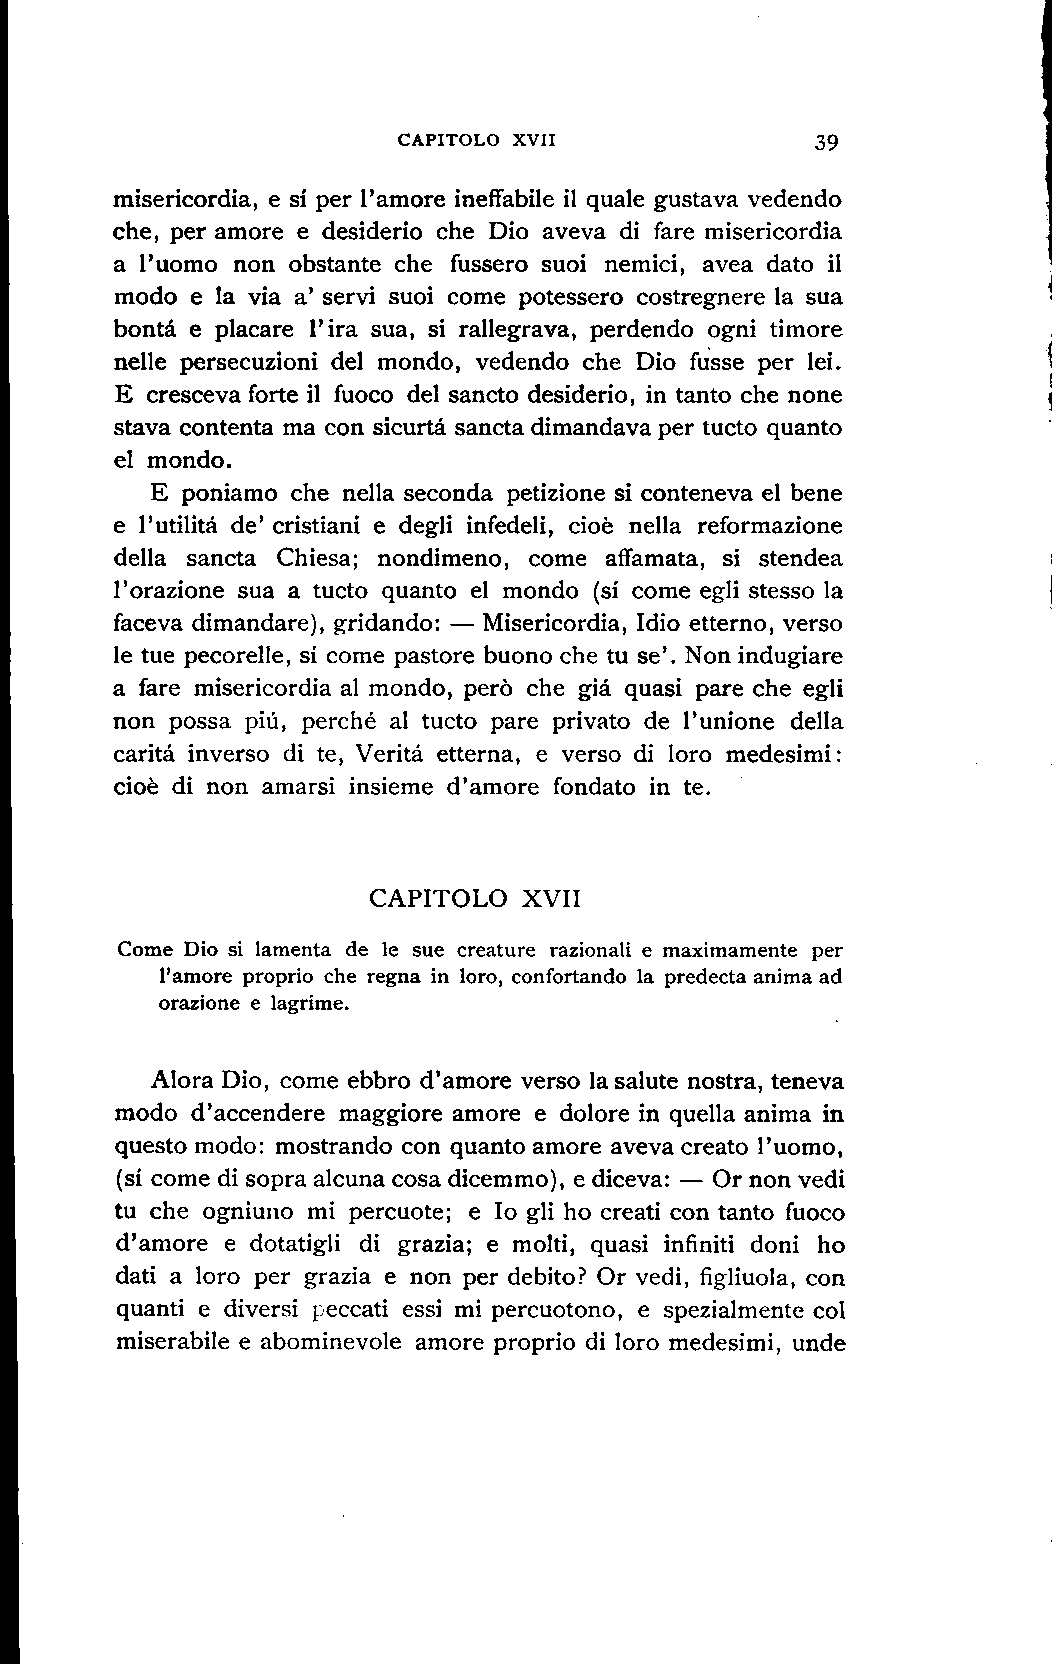 CAPITOLO XVII 39
misericordia, e sí per l'amore ineffabile il quale gustava vedendo
che, per amore e desiderio che Dio aveva di fare misericordia
a l'uomo non obstante che fussero suoi nemici, avea dato il
modo e la via a' servi suoi come potessero costregnere la sua
bontá e placare l'ira sua, si rallegrava, perdendo ogni timore
nelle persecuzioni del mondo, vedendo che Dio fusse per lei.
E cresceva forte il fuoco del sancto desiderio, in tanto che none
stava contenta ma con sicurtá sancta dimandava per tucto quanto
el mondo.
E poniamo che nella seconda petizione si conteneva el bene
e l'utilitá de' cristiani e degli infedeli, cioè nella reformazione
della sancta Chiesa; nondimeno, come affamata, si stendea
l'orazione sua a tucto quanto el mondo (sí come egli stesso la
faceva dimandare), gridando: — Misericordia, Idio etterno, verso
le tue pecorelle, sí come pastore buono che tu se'. Non indugiare
a fare misericordia al mondo, però che giá quasi pare che egli
non possa piú, perché al tucto pare privato de l'unione della
caritá inverso di te, Veritá etterna, e verso di loro medesimi:
cioè di non amarsi insieme d'amore fondato in te.
CAPITOLO XVII
Come Dio si lamenta de le sue creature razionali e maximamente per
l'amore proprio che regna in loro, confortando la predecta anima ad
orazione e lagrime.
Alora Dio, come ebbro d'amore verso la salute nostra, teneva
modo d'accendere maggiore amore e dolore in quella anima in
questo modo: mostrando con quanto amore aveva creato l'uomo,
(sí come di sopra alcuna cosa dicemmo), e diceva: — Or non vedi
tu che ogniuno mi percuote; e Io gli ho creati con tanto fuoco
d'amore e dotatigli di grazia; e molti, quasi infiniti doni ho
dati a loro per grazia e non per debito? Or vedi, figliuola, con
quanti e diversi peccati essi mi percuotono, e spezialmente col
miserabile e abominevole amore proprio di loro medesimi, unde